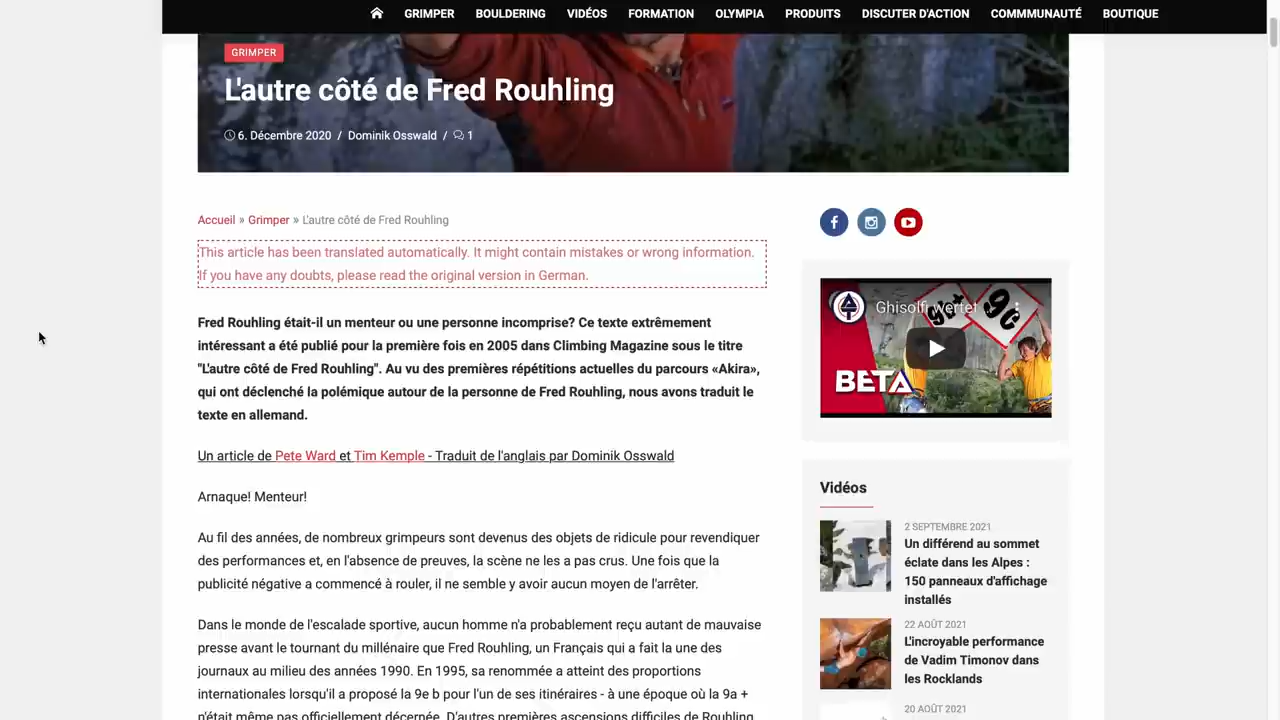 GRIMPER BOULDERING VIDÉOS FORMATION OLYMPIA PRODUITS DISCUTER D'ACTION COMMMUNAUTÉ BOUTIQUE
GRIMPER
L'autre côté de Fred Rouhling
6. Décembre 2020 / Dominik Osswald / 1
Accueil » Grimper » L'autre côté de Fred Rouhling
This article has been translated automatically. It might contain mistakes or wrong information.
If you have any doubts, please read the original version in German.
Fred Rouhling était-il un menteur ou une personne incomprise? Ce texte extrêmement
intéressant a été publié pour la première fois en 2005 dans Climbing Magazine sous le titre
"L'autre côté de Fred Rouhling". Au vu des premières répétitions actuelles du parcours «Akira»,
qui ont déclenché la polémique autour de la personne de Fred Rouhling, nous avons traduit le
texte en allemand.
Un article de Pete Ward et Tim Kemple - Traduit de l'anglais par Dominik Osswald
Arnaque! Menteur!
Au fil des années, de nombreux grimpeurs sont devenus des objets de ridicule pour revendiquer
des performances et, en l'absence de preuves, la scène ne les a pas crus. Une fois que la
publicité négative a commencé à rouler, il ne semble y avoir aucun moyen de l'arrêter.
Dans le monde de l'escalade sportive, aucun homme n'a probablement reçu autant de mauvaise
presse avant le tournant du millénaire que Fred Rouhling, un Français qui a fait la une des
journaux au milieu des années 1990. En 1995, sa renommée a atteint des proportions
internationales lorsqu'il a proposé la 9e b pour l'un de ses itinéraires - à une époque où la 9a +
n'était même pas officiellement décernée. D'autres premières ascensions difficiles de Rouhling
Ghisolfi wertet ...
9b+ 9c
BETA
Vidéos
2 SEPTEMBRE 2021
Un différend au sommet
éclate dans les Alpes :
150 panneaux d'affichage
installés
22 AOÛT 2021
L'incroyable performance
de Vadim Timonov dans
les Rocklands
20 AOÛT 2021